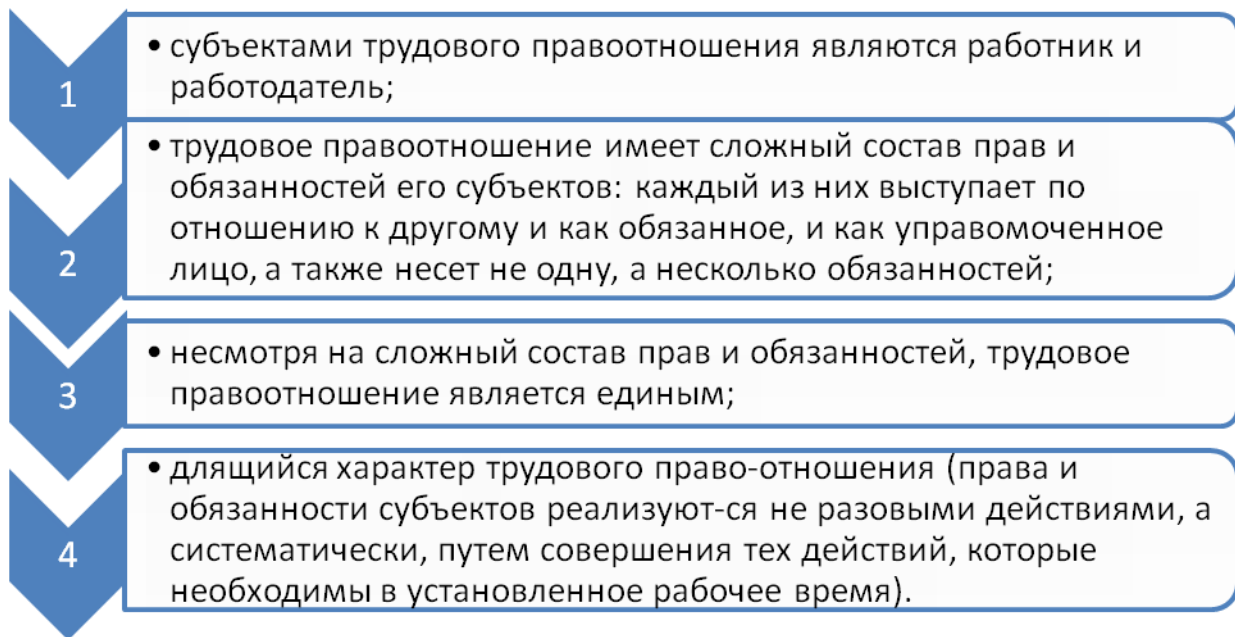 1
• субъектами трудового правоотношения являются работник и
работодатель;
2
• трудовое правоотношение имеет сложный состав прав и
обязанностей его субъектов: каждый из них выступает по
отношению к другому и как обязанное, и как управомоченное
лицо, а также несет не одну, а несколько обязанностей;
3
• несмотря на сложный состав прав и обязанностей, трудовое
правоотношение является единым;
4
• длящийся характер трудового право-отношения (права и
обязанности субъектов реализуют-ся не разовыми действиями, а
систематически, путем совершения тех действий, которые
необходимы в установленное рабочее время).